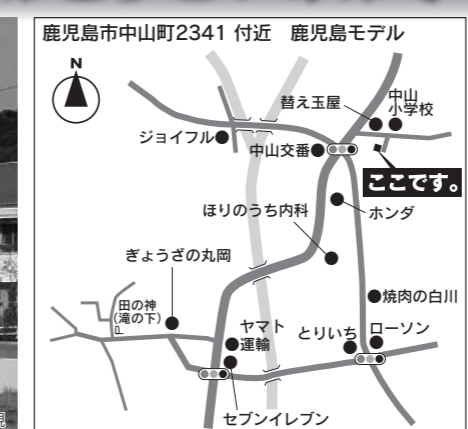 鹿児島市中山町2341 付近　鹿児島モデル
N
替え玉屋
中山
小学校
ジョイフル
中山交番
ここです。
ほりのうち内科
ホンダ
ぎょうざの丸岡
田の神
（滝の下）
P
焼肉の白川
ヤマト
運輸
とりいち
ローソン
セブンイレブン